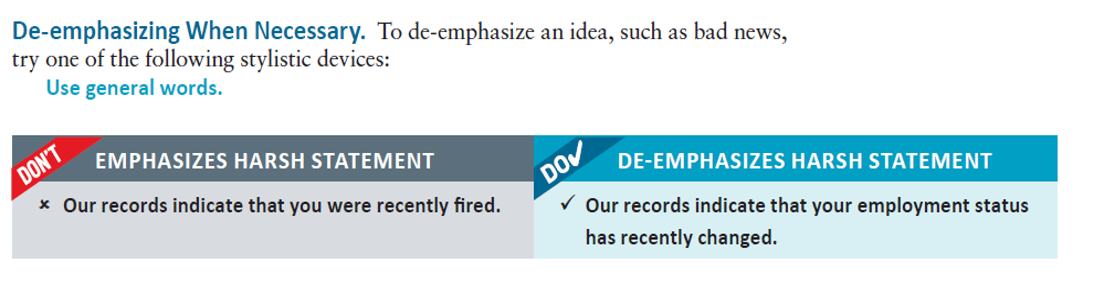 De-emphasizing When Necessary. To de-emphasize an idea, such as bad news,
try one of the following stylistic devices:
Use general words.
DON'T EMPHASIZES HARSH STATEMENT
× Our records indicate that you were recently fired.
DO✓ DE-EMPHASIZES HARSH STATEMENT
✓ Our records indicate that your employment status
has recently changed.